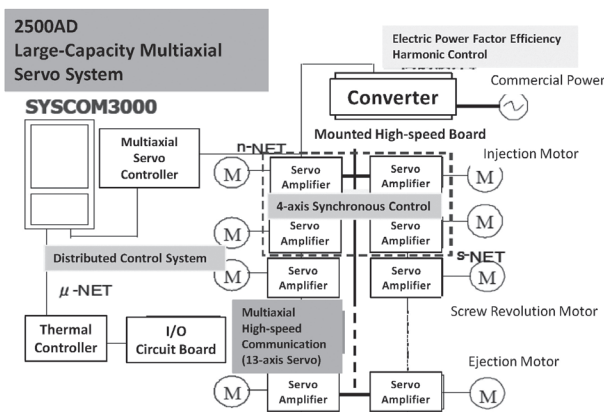 2500AD
Large-Capacity Multiaxial
Servo System
Electric Power Factor Efficiency
Harmonic Control
Commercial Power
SYSCOM3000
Converter
Mounted High-speed Board
Multiaxial
Servo
Controller
n-NET
Injection Motor
M
Servo
Amplifier
Servo
Amplifier
M
4-axis Synchronous Control
M
Servo
Amplifier
Servo
Amplifier
M
Distributed Control System
s-NET
M
Servo
Amplifier
Servo
Amplifier
M
μ-NET
Screw Revolution Motor
Thermal
Controller
I/O
Circuit Board
Multiaxial
High-speed
Communication
(13-axis Servo)
Ejection Motor
M
Servo
Amplifier
Servo
Amplifier
M